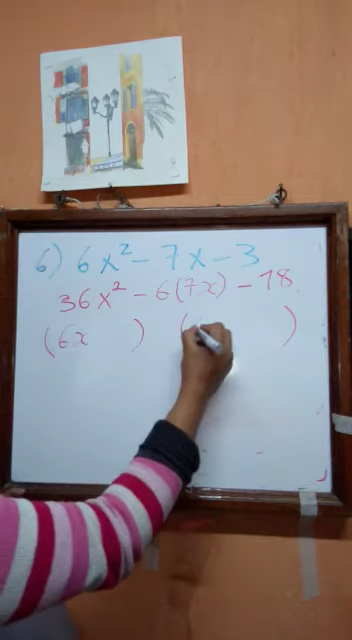 6) 6x² - 7x - 3
36x² - 6(7x) - 18
(6x ) ( )